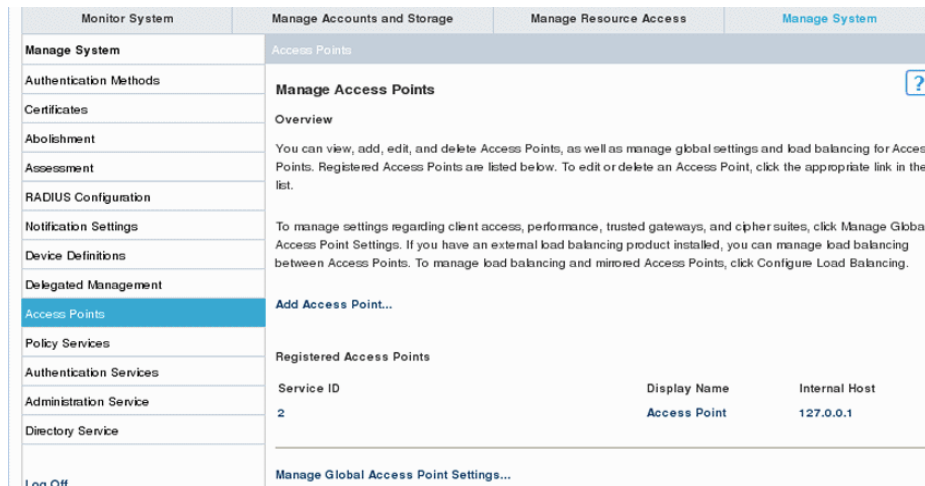 Monitor System
Manage Accounts and Storage
Manage Resource Access
Manage System
Manage System
Authentication Methods
Certificates
Abolishment
Assessment
RADIUS Configuration
Notification Settings
Device Definitions
Delegated Management
Access Points
Policy Services
Authentication Services
Administration Service
Directory Service
Log Off
Access Points
Manage Access Points
?
Overview
You can view, add, edit, and delete Access Points, as well as manage global settings and load balancing for Acces
Points. Registered Access Points are listed below. To edit or delete an Access Point, click the appropriate link in the
list.
To manage settings regarding client access, performance, trusted gateways, and cipher suites, click Manage Globa
Access Point Settings. If you have an external load balancing product installed, you can manage load balancing
between Access Points. To manage load balancing and mirrored Access Points, click Configure Load Balancing.
Add Access Point...
Registered Access Points
Service ID Display Name Internal Host
2 Access Point 127.0.0.1
Manage Global Access Point Settings...